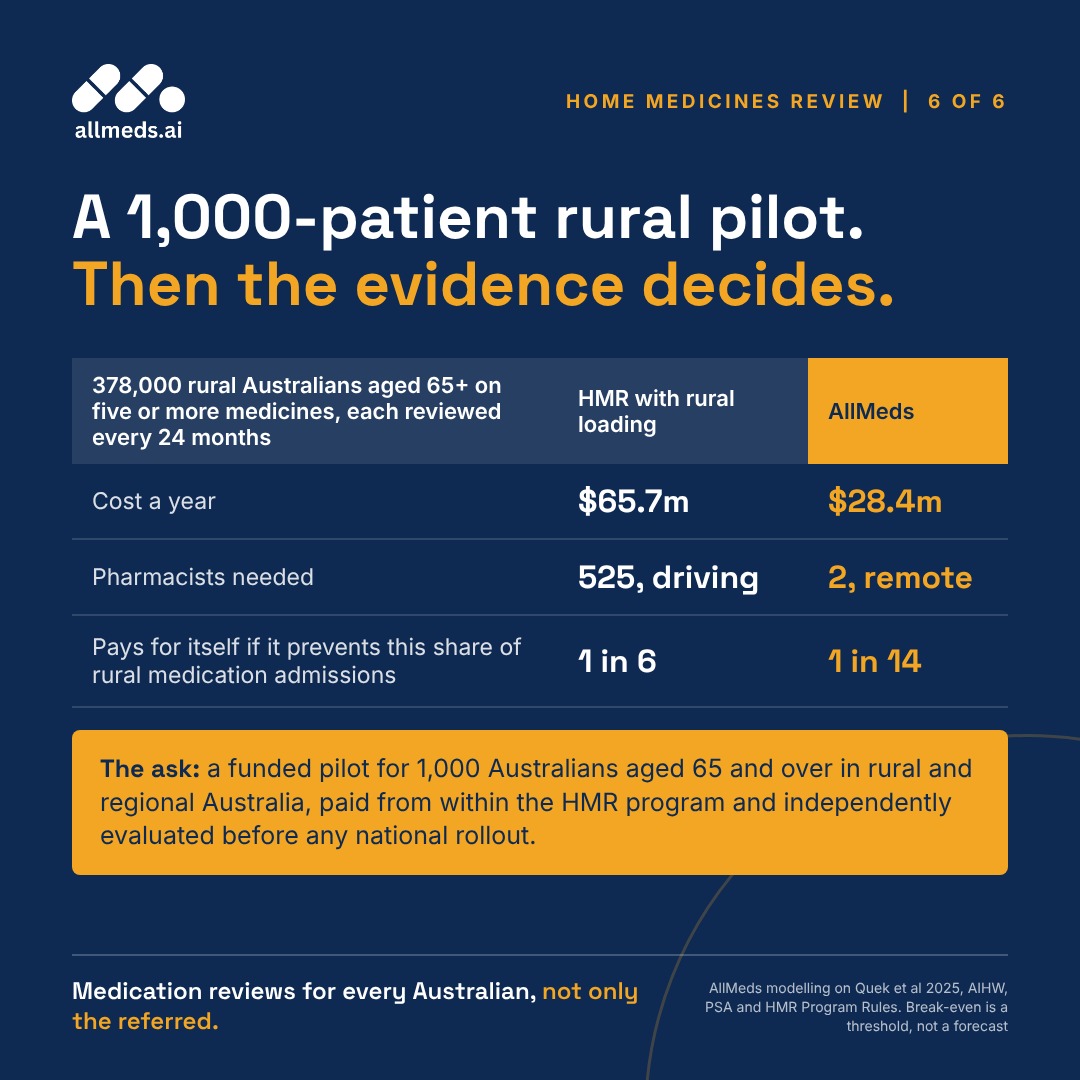 allmeds.ai
HOME MEDICINES REVIEW | 6 OF 6
A 1,000-patient rural pilot.
Then the evidence decides.
378,000 rural Australians aged 65+ on
five or more medicines, each reviewed
every 24 months
HMR with rural
loading
AllMeds
Cost a year
$65.7m
$28.4m
Pharmacists needed
525, driving
2, remote
Pays for itself if it prevents this share of
rural medication admissions
1 in 6
1 in 14
The ask: a funded pilot for 1,000 Australians aged 65 and over in rural and
regional Australia, paid from within the HMR program and independently
evaluated before any national rollout.
Medication reviews for every Australian, not only
the referred.
AllMeds modelling on Quek et al 2025, AIHW,
PSA and HMR Program Rules. Break-even is a
threshold, not a forecast